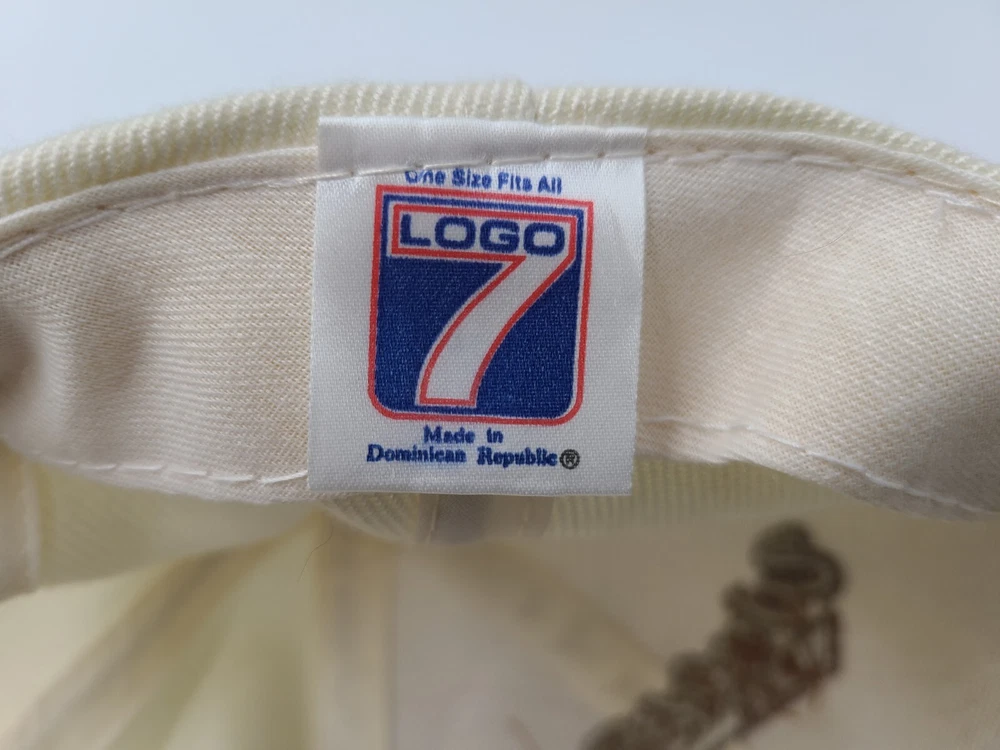 One Size Fits All
LOGO
7
Made in
Dominican Republic®